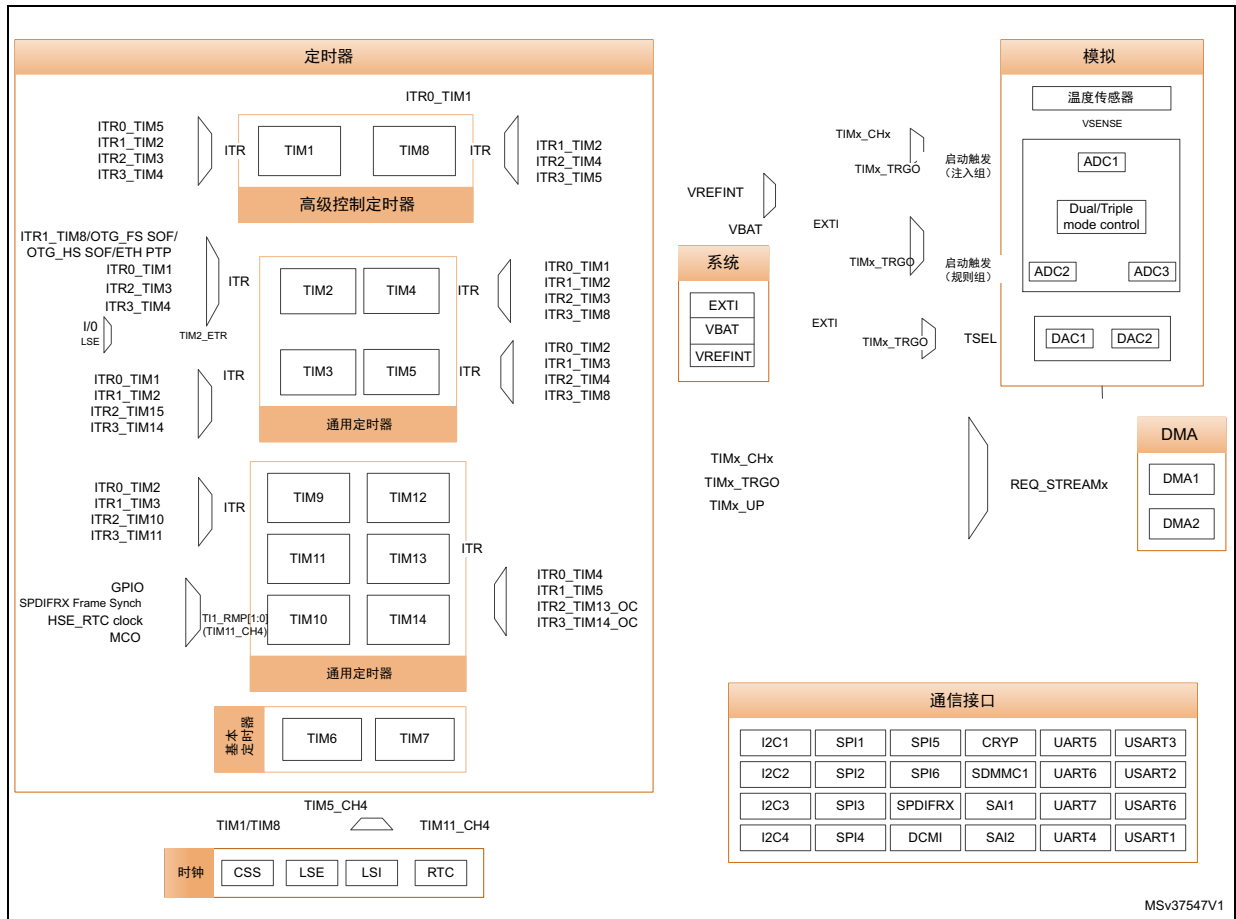 定时器
ITR0_TIM1
ITR0_TIM5
ITR1_TIM2
ITR2_TIM3
ITR3_TIM4
ITR
TIM1
TIM8
ITR
ITR1_TIM2
ITR2_TIM4
ITR3_TIM5
高级控制定时器
ITR1_TIM8/OTG_FS SOF/
OTG_HS SOF/ETH PTP
ITR0_TIM1
ITR2_TIM3
ITR3_TIM4
I/0
LSE
TIM2_ETR
ITR
TIM2
TIM4
ITR
ITR0_TIM1
ITR1_TIM2
ITR2_TIM3
ITR3_TIM8
ITR0_TIM1
ITR1_TIM2
ITR2_TIM15
ITR3_TIM14
ITR
TIM3
TIM5
ITR
ITR0_TIM2
ITR1_TIM3
ITR2_TIM4
ITR3_TIM8
通用定时器
ITR0_TIM2
ITR1_TIM3
ITR2_TIM10
ITR3_TIM11
ITR
TIM9
TIM12
TIM11
TIM13
ITR
GPIO
SPDIFRX Frame Synch
HSE_RTC clock
MCO
TI1_RMP[1:0]
(TIM11_CH4)
TIM10
TIM14
ITR0_TIM4
ITR1_TIM5
ITR2_TIM13_OC
ITR3_TIM14_OC
通用定时器
基本
定时器
TIM6
TIM7
TIM5_CH4
TIM1/TIM8
TIM11_CH4
时钟
CSS
LSE
LSI
RTC
VREFINT
VBAT
系统
EXTI
VBAT
VREFINT
TIMx_CHx
TIMx_TRGO
启动触发
（注入组）
EXTI
TIMx_TRGO
启动触发
（规则组）
EXTI
TIMx_TRGO
TSEL
模拟
温度传感器
VSENSE
ADC1
Dual/Triple
mode control
ADC2
ADC3
DAC1
DAC2
TIMx_CHx
TIMx_TRGO
TIMx_UP
REQ_STREAMx
DMA
DMA1
DMA2
通信接口
I2C1 SPI1 SPI5 CRYP UART5 USART3
I2C2 SPI2 SPI6 SDMMC1 UART6 USART2
I2C3 SPI3 SPDIFRX SAI1 UART7 USART6
I2C4 SPI4 DCMI SAI2 UART4 USART1
MSv37547V1